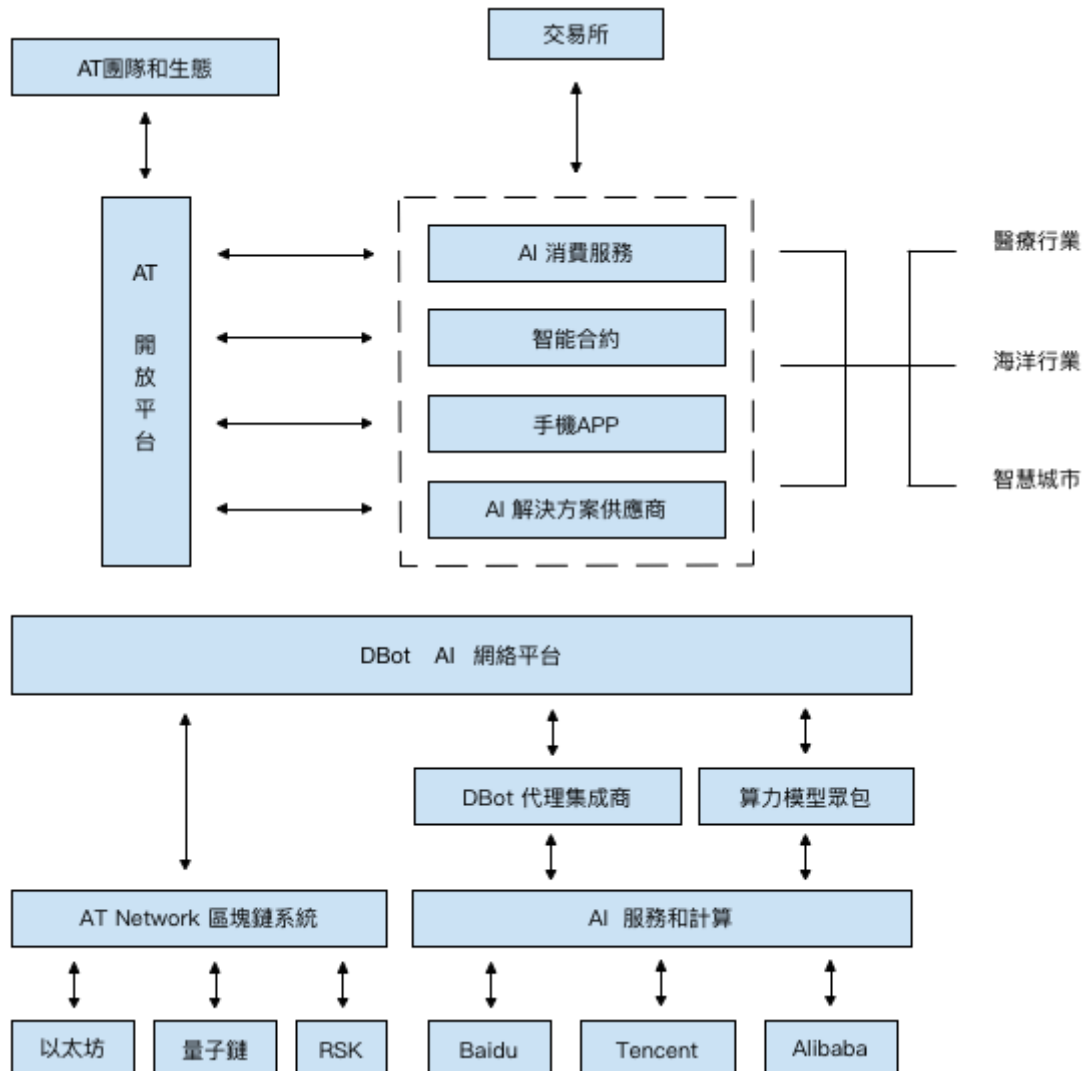 交易所
AT團隊和生態
AT
開
放
平
台
AI 消費服務
智能合約
手機APP
AI 解決方案供應商
醫療行業
海洋行業
智慧城市
DBot AI 網絡平台
DBot 代理集成商
算力模型眾包
AT Network 區塊鏈系統
AI 服務和計算
以太坊
量子鏈
RSK
Baidu
Tencent
Alibaba